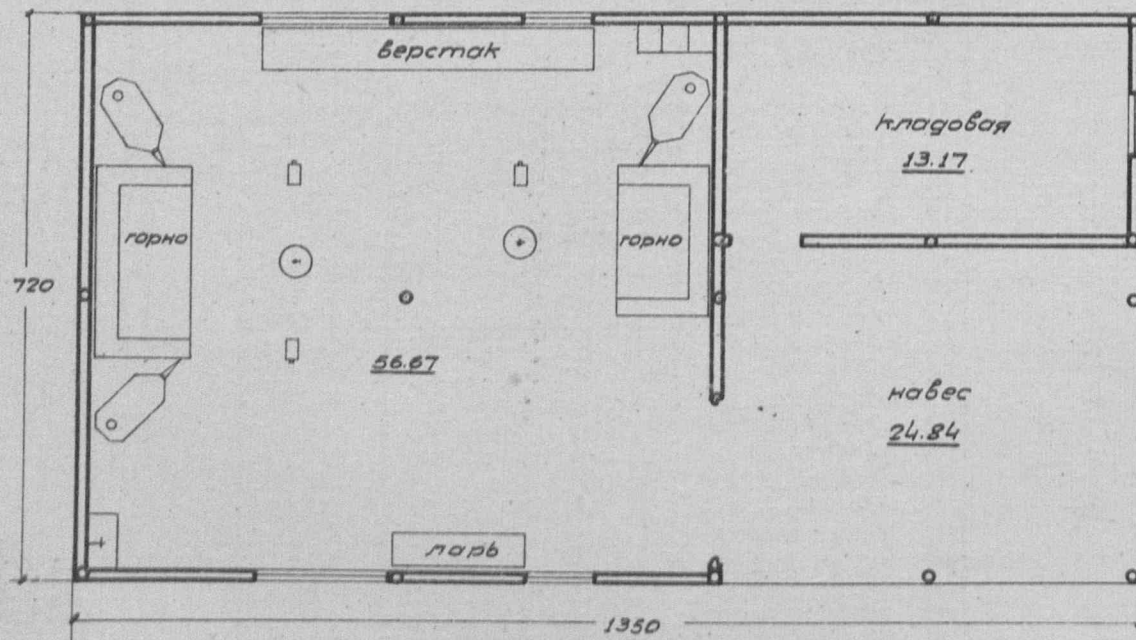 верстак
кладовая
13.17
горно
горно
720
56.67
навес
24.84
ларь
1350